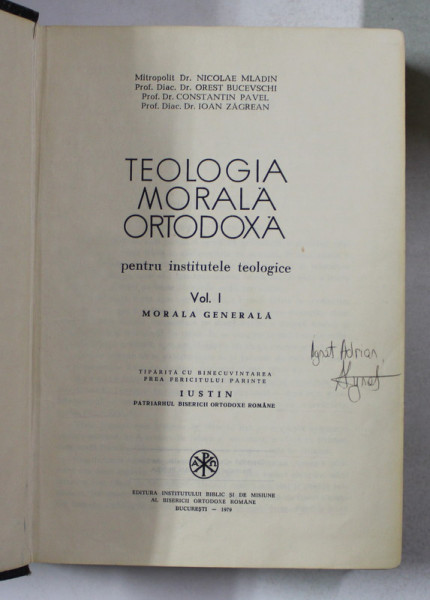 Mitropolit Dr. NICOLAE MLADIN
Prof. Diac. Dr. OREST BUCEVSCHI
Prof. Dr. CONSTANTIN PAVEL
Prof. Diac. Dr. IOAN ZĂGREAN
TEOLOGIA
MORALĂ
ORTODOXĂ
pentru institutele teologice
Vol. I
MORALA GENERALĂ
Ignat Adrian,
Ignat
TIPĂRITĂ CU BINECUVÎNTAREA
PREA FERICITULUI PĂRINTE
IUSTIN
PATRIARHUL BISERICII ORTODOXE ROMÂNE
EDITURA INSTITUTULUI BIBLIC ȘI DE MISIUNE
AL BISERICII ORTODOXE ROMÂNE
BUCUREȘTI — 1979